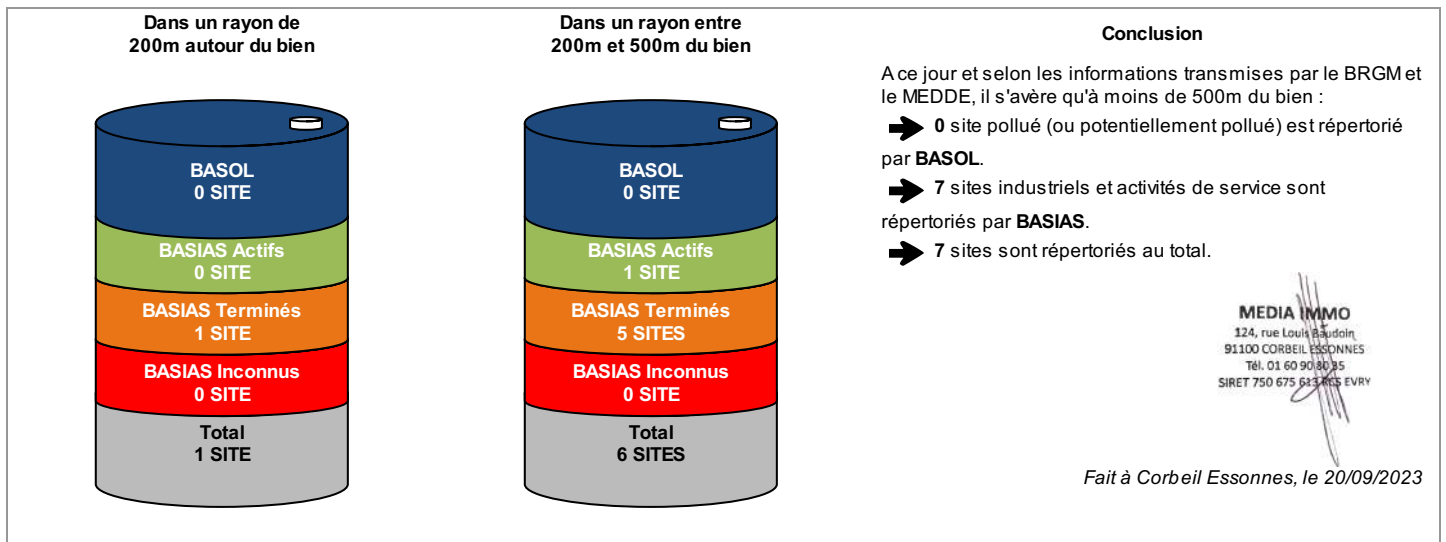 Dans un rayon de
200m autour du bien
BASOL
0 SITE
BASIAS Actifs
0 SITE
BASIAS Terminés
1 SITE
BASIAS Inconnus
0 SITE
Total
1 SITE
Dans un rayon entre
200m et 500m du bien
BASOL
0 SITE
BASIAS Actifs
1 SITE
BASIAS Terminés
5 SITES
BASIAS Inconnus
0 SITE
Total
6 SITES
Conclusion
A ce jour et selon les informations transmises par le BRGM et
le MEDDE, il s'avère qu'à moins de 500m du bien :
0 site pollué (ou potentiellement pollué) est répertorié
par BASOL.
7 sites industriels et activités de service sont
répertoriés par BASIAS.
7 sites sont répertoriés au total.
MEDIA IMMO
124, rue Louis Baudoin
91100 CORBEIL ESSONNES
Tél. 01 60 90 80 85
SIRET 750 675 613 RCS EVRY
Fait à Corbeil Essonnes, le 20/09/2023